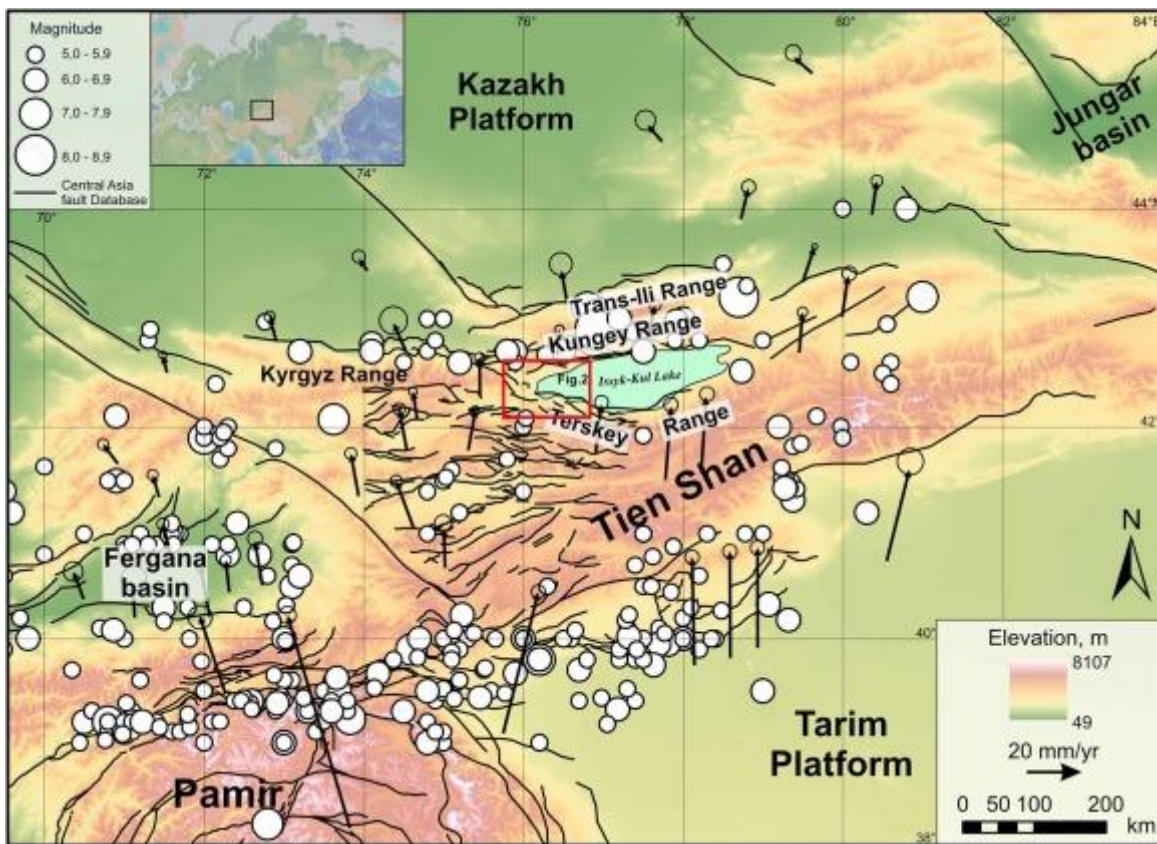 Magnitude
5,0 - 5,9
6,0 - 6,9
7,0 - 7,9
8,0 - 8,9
Central Asia
fault Database
70°
72°
74°
76°
78°
80°
82°
84°E
44°N
42°
40°
38°
Kazakh
Platform
Jungar
basin
Trans-Ili Range
Kungey Range
Kyrgyz Range
Fig.2
Issyk-Kul Lake
Terskey
Range
Tien Shan
Fergana
basin
Tarim
Platform
Pamir
N
Elevation, m
8107
49
20 mm/yr
0 50 100 200
km